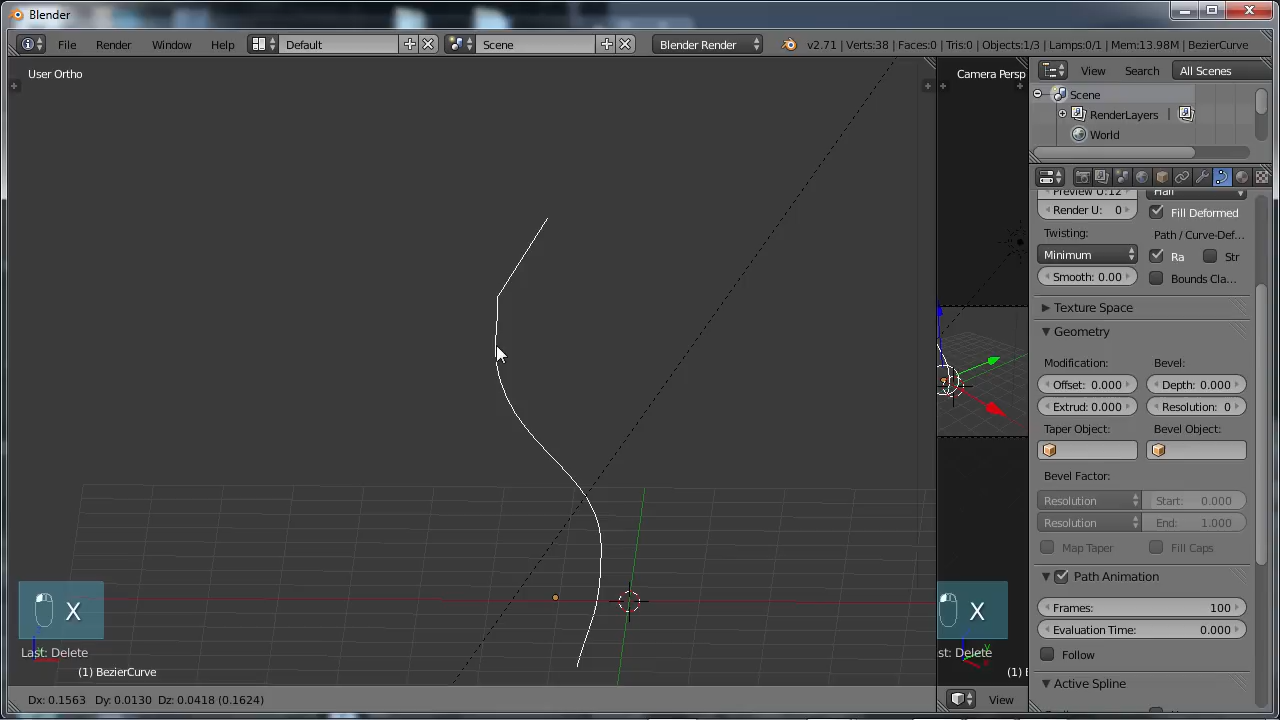 Blender
File Render Window Help Default Scene Blender Render v2.71 | Verts:38 | Faces:0 | Tris:0 | Objects:1/3 | Lamps:0/1 | Mem:13.98M | BezierCurve
User Ortho
Camera Persp
View Search All Scenes
Scene
RenderLayers
World
Preview U:12
Render U: 0
Half
Fill Deformed
Twisting:
Path / Curve-Def...
Minimum
Ra
Str
Smooth: 0.00
Bounds Cla...
Texture Space
Geometry
Modification:
Bevel:
Offset: 0.000
Depth: 0.000
Extrud: 0.000
Resolution: 0
Taper Object:
Bevel Object:
Bevel Factor:
Resolution
Start: 0.000
Resolution
End: 1.000
Map Taper
Fill Caps
Path Animation
Frames: 100
Evaluation Time: 0.000
Follow
Active Spline
X
X
Last: Delete
st: Delete
(1) BezierCurve
(1) B
Dx: 0.1563 Dy: 0.0130 Dz: 0.0418 (0.1624)
View